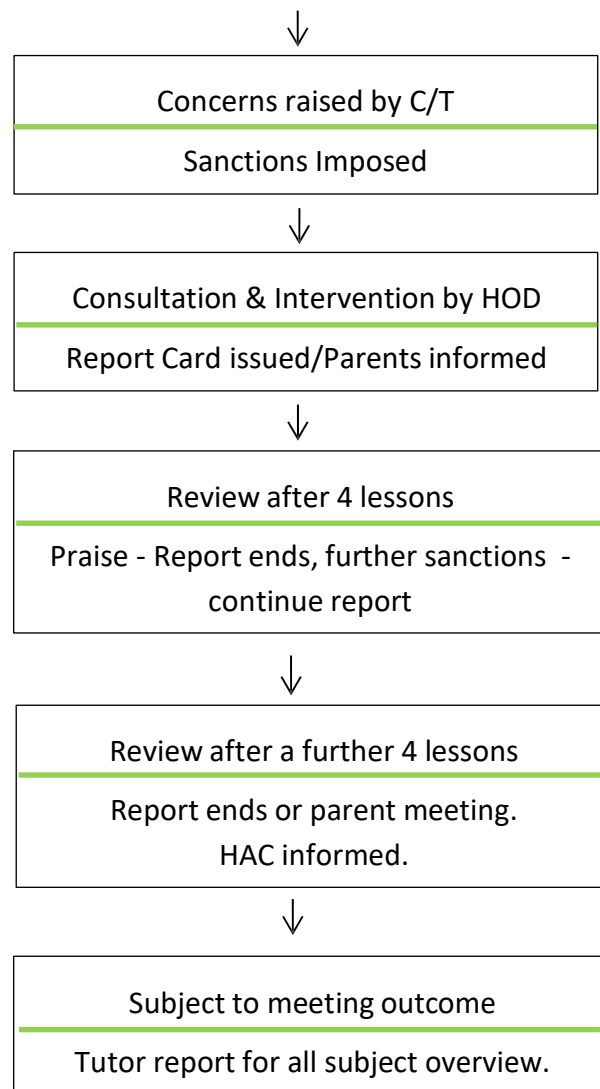 Concerns raised by C/T
Sanctions Imposed
Consultation & Intervention by HOD
Report Card issued/Parents informed
Review after 4 lessons
Praise - Report ends, further sanctions -
continue report
Review after a further 4 lessons
Report ends or parent meeting.
HAC informed.
Subject to meeting outcome
Tutor report for all subject overview.